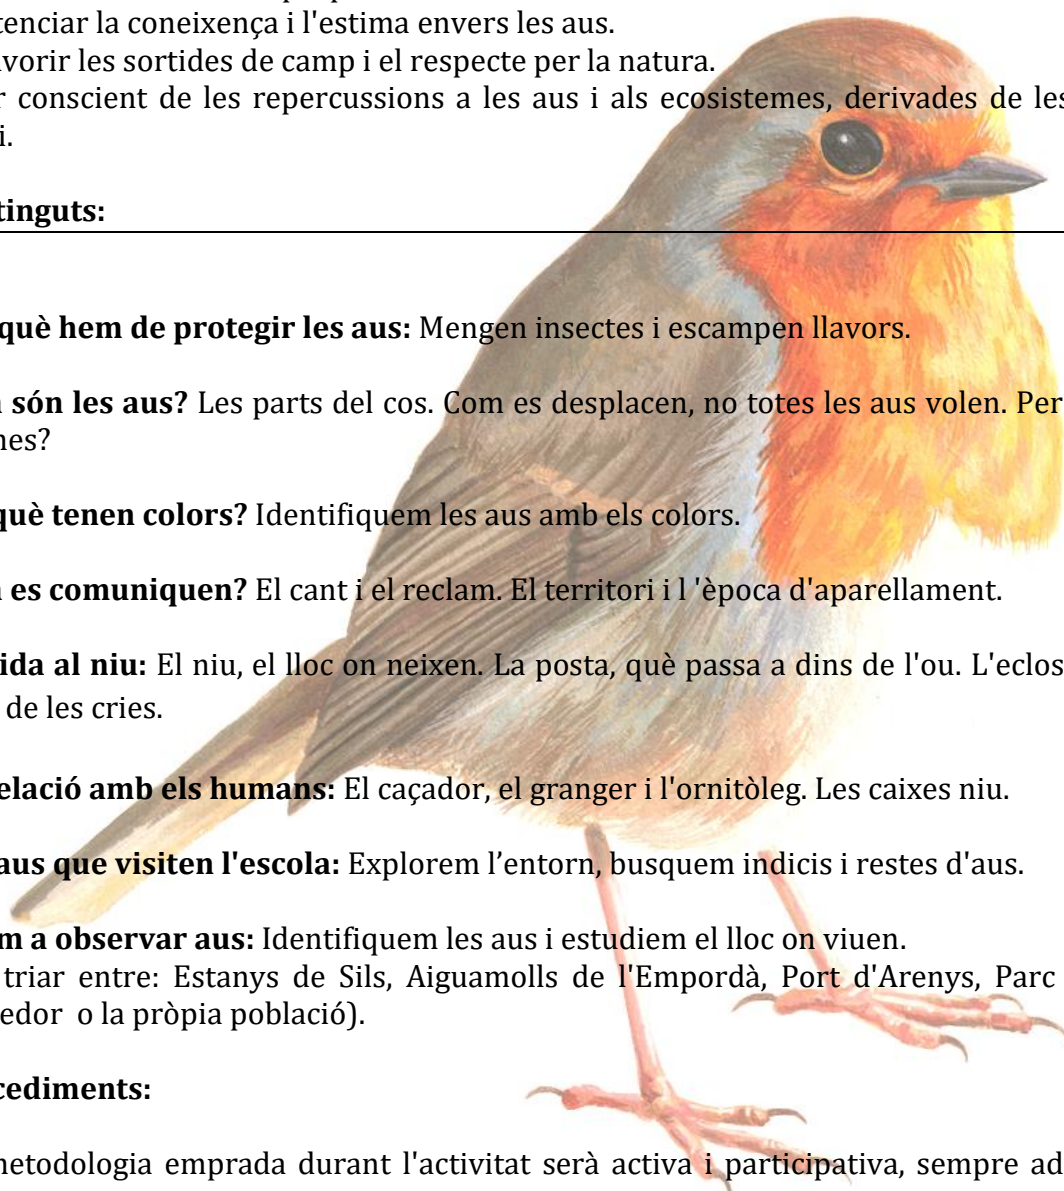 tenciar la coneixença i l'estima envers les aus.
vorir les sortides de camp i el respecte per la natura.
r conscient de les repercussions a les aus i als ecosistemes, derivades de les
i.
tinguts:
què hem de protegir les aus: Mengen insectes i escampen llavors.
són les aus? Les parts del cos. Com es desplacen, no totes les aus volen. Per
nes?
què tenen colors? Identifiquem les aus amb els colors.
es comuniquen? El cant i el reclam. El territori i l 'època d'aparellament.
ida al niu: El niu, el lloc on neixen. La posta, què passa a dins de l'ou. L'eclos
de les cries.
elació amb els humans: El caçador, el granger i l'ornitòleg. Les caixes niu.
aus que visiten l'escola: Explorem l’entorn, busquem indicis i restes d'aus.
m a observar aus: Identifiquem les aus i estudiem el lloc on viuen.
triar entre: Estanys de Sils, Aiguamolls de l'Empordà, Port d'Arenys, Parc
edor o la pròpia població).
cediments:
metodologia emprada durant l'activitat serà activa i participativa, sempre ad